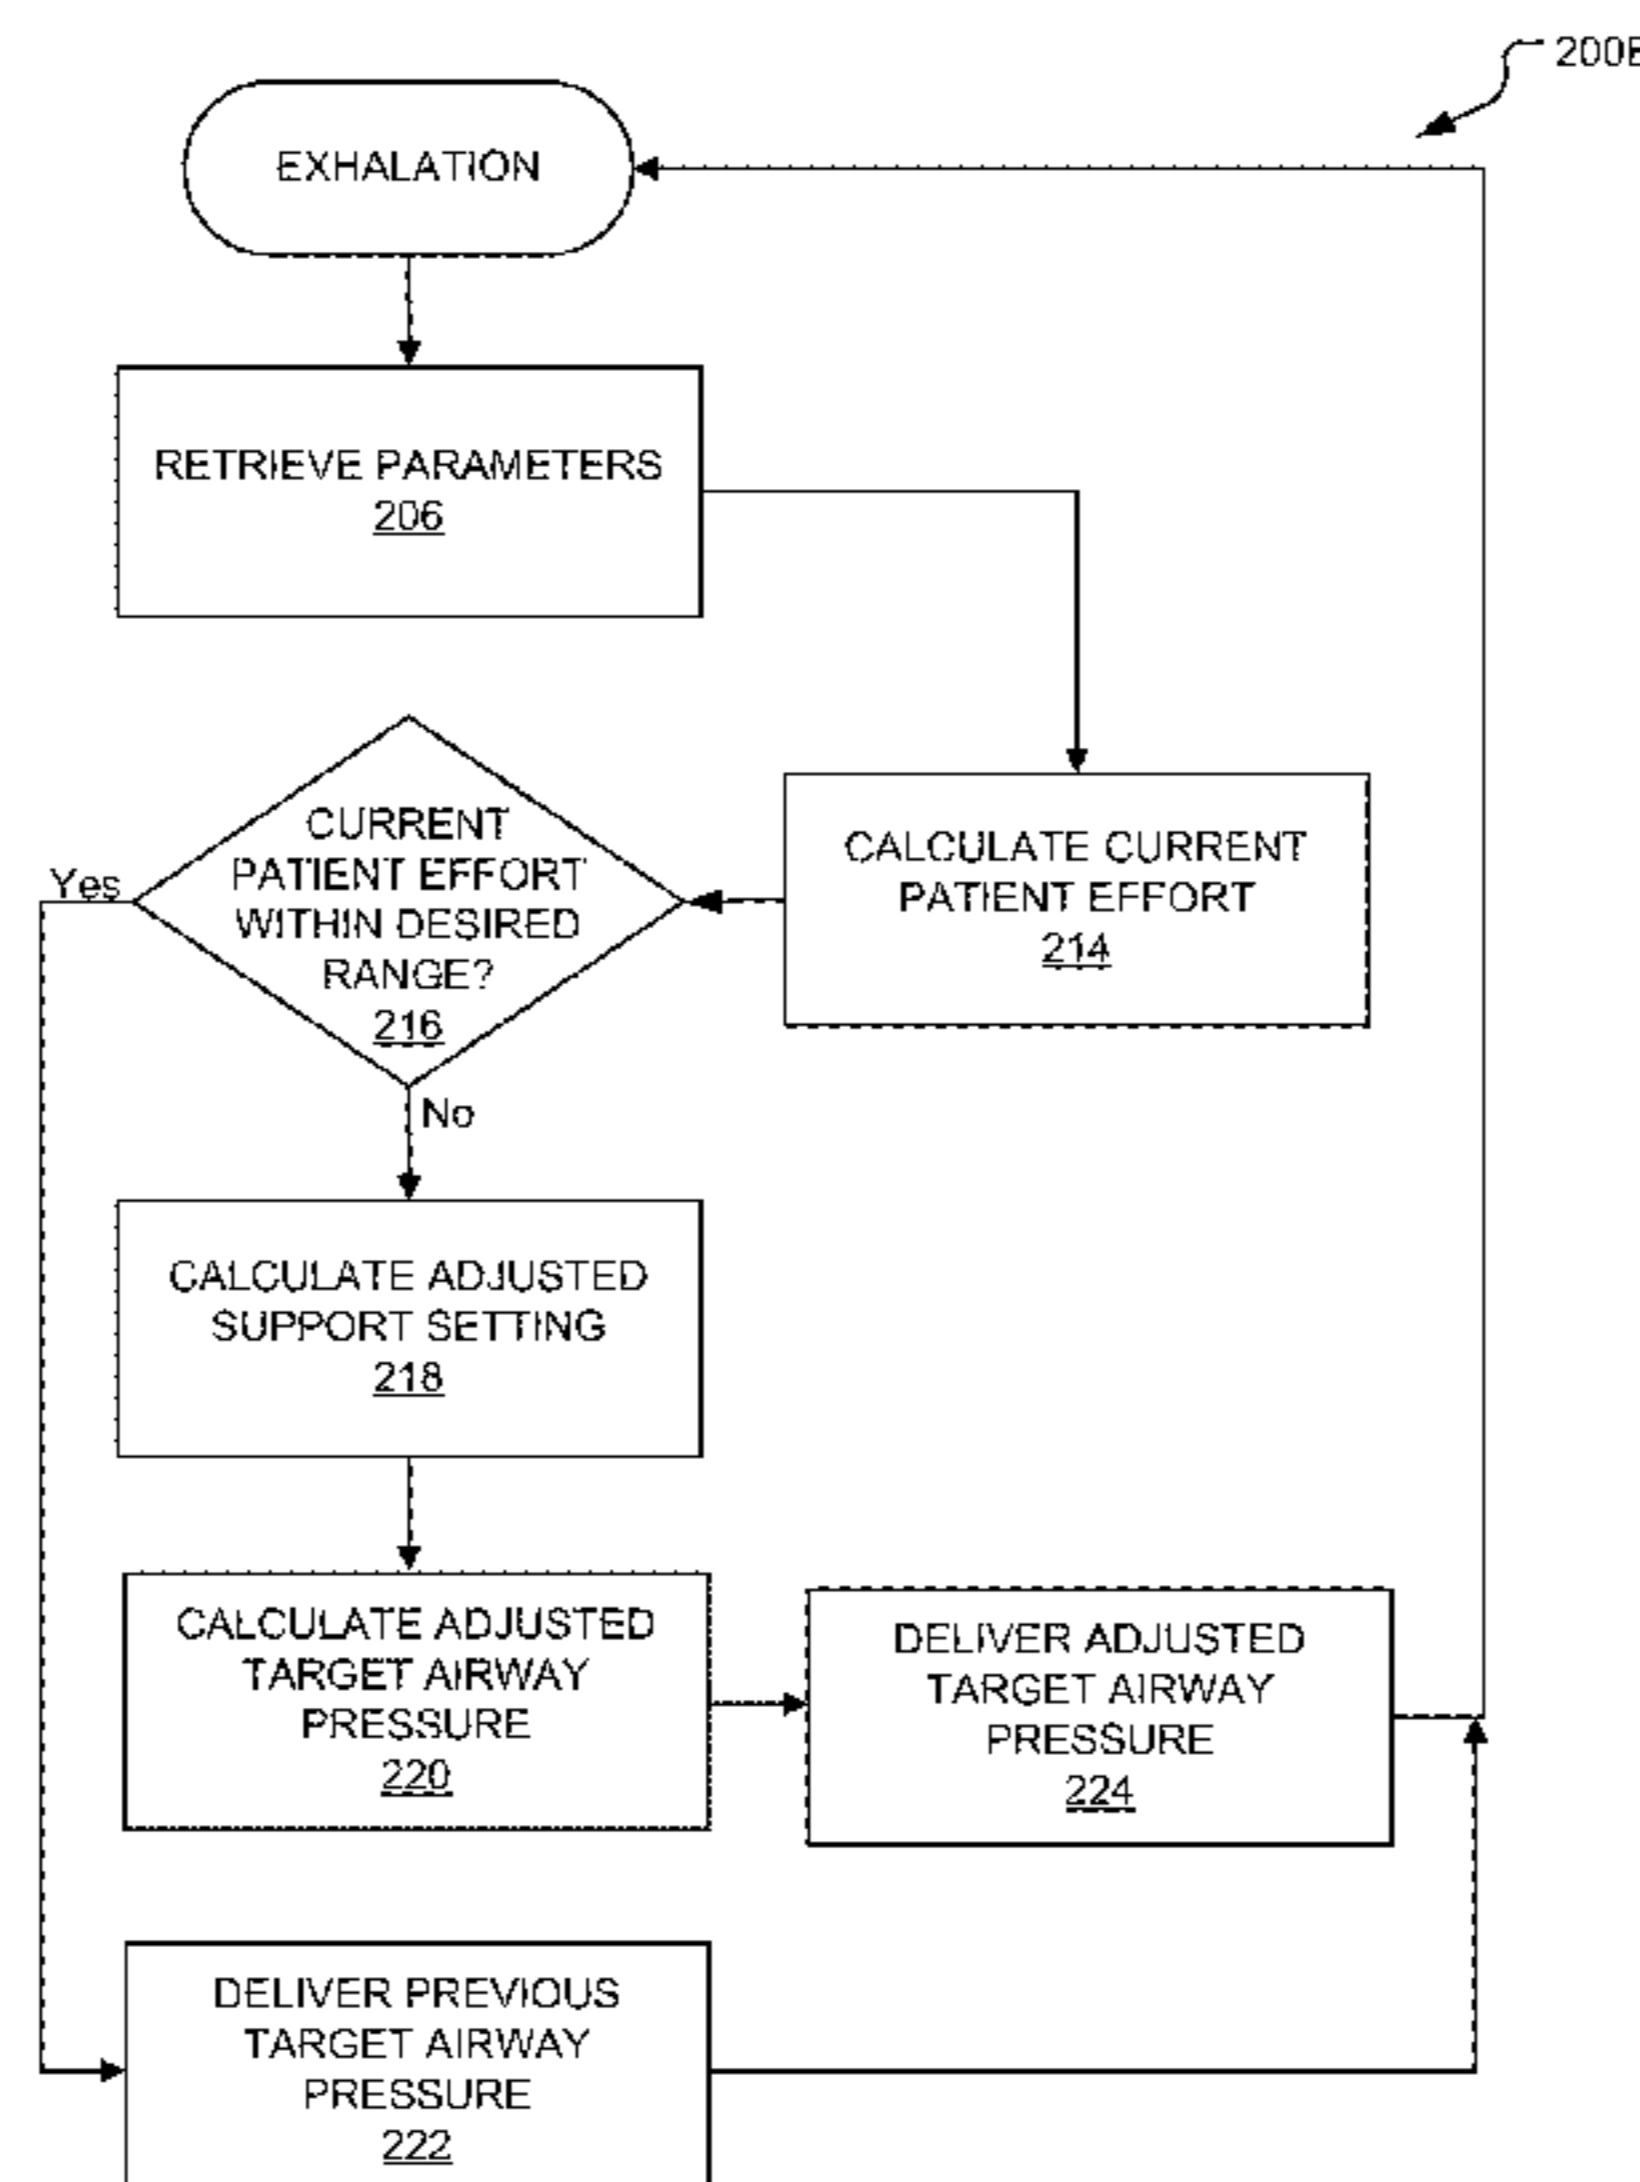 200B
EXHALATION
RETRIEVE PARAMETERS
206
CURRENT
PATIENT EFFORT
WITHIN DESIRED
RANGE?
216
Yes
No
CALCULATE CURRENT
PATIENT EFFORT
214
CALCULATE ADJUSTED
SUPPORT SETTING
218
CALCULATE ADJUSTED
TARGET AIRWAY
PRESSURE
220
DELIVER ADJUSTED
TARGET AIRWAY
PRESSURE
224
DELIVER PREVIOUS
TARGET AIRWAY
PRESSURE
222